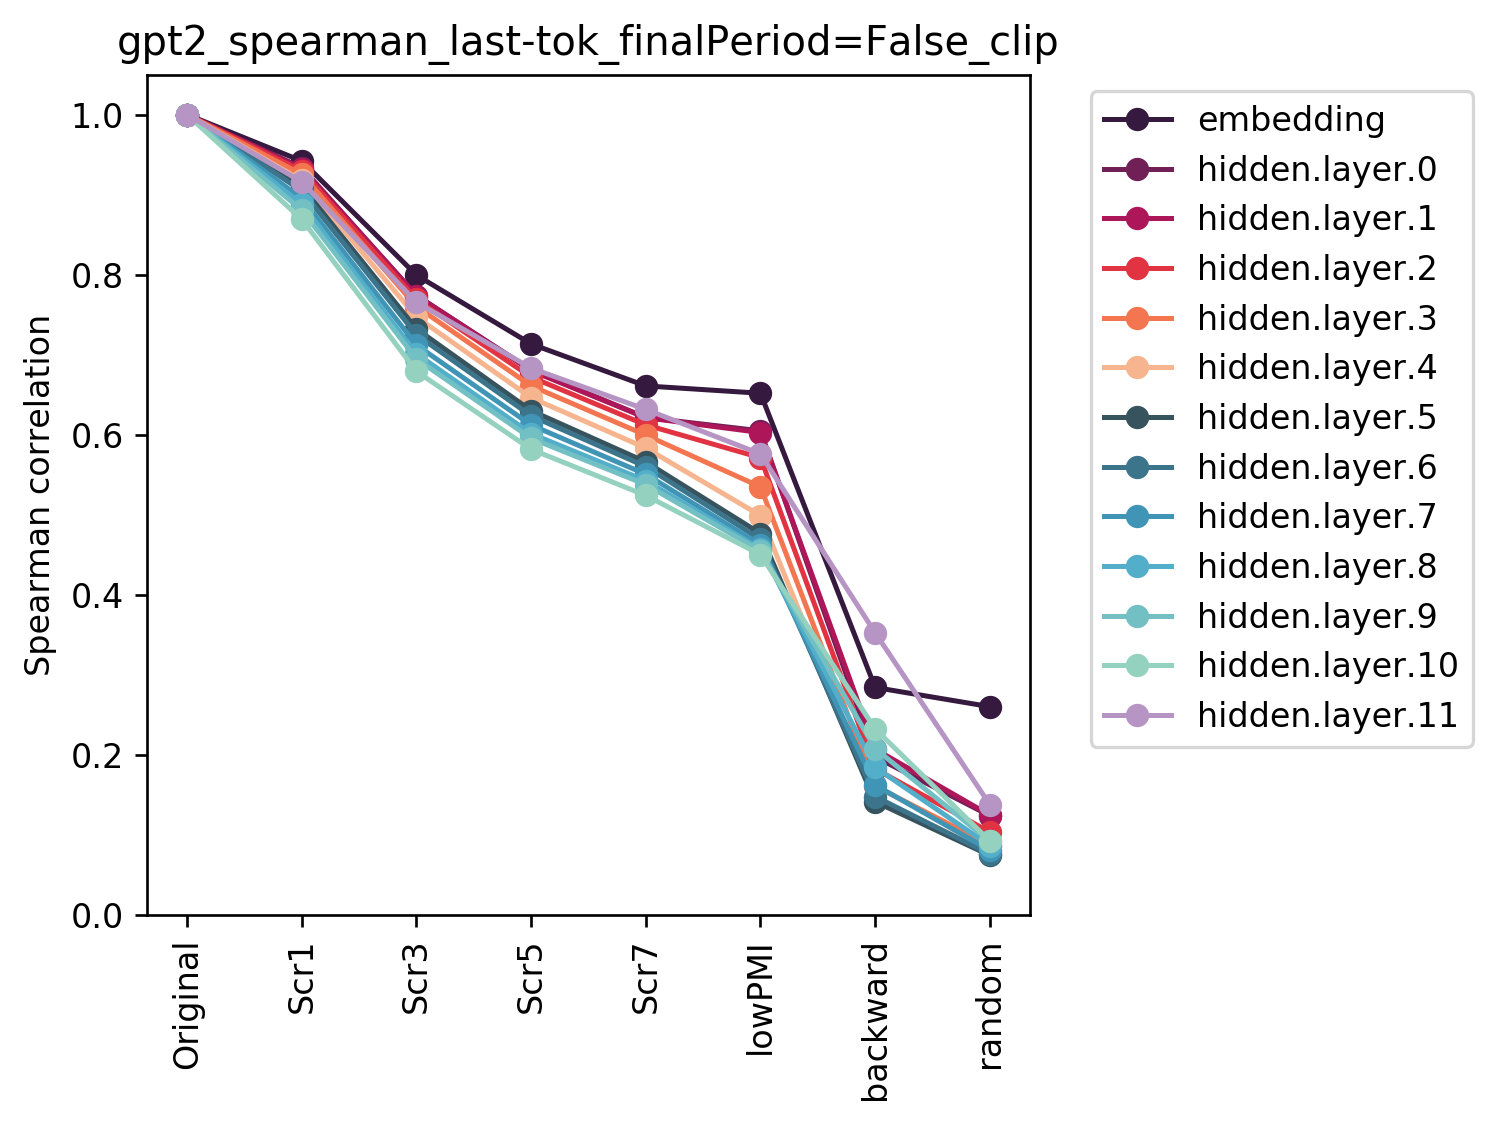 gpt2_spearman_last-tok_finalPeriod=False_clip
Spearman correlation
1.0
0.8
0.6
0.4
0.2
0.0
Original
Scr1
Scr3
Scr5
Scr7
lowPMI
backward
random
embedding
hidden.layer.0
hidden.layer.1
hidden.layer.2
hidden.layer.3
hidden.layer.4
hidden.layer.5
hidden.layer.6
hidden.layer.7
hidden.layer.8
hidden.layer.9
hidden.layer.10
hidden.layer.11